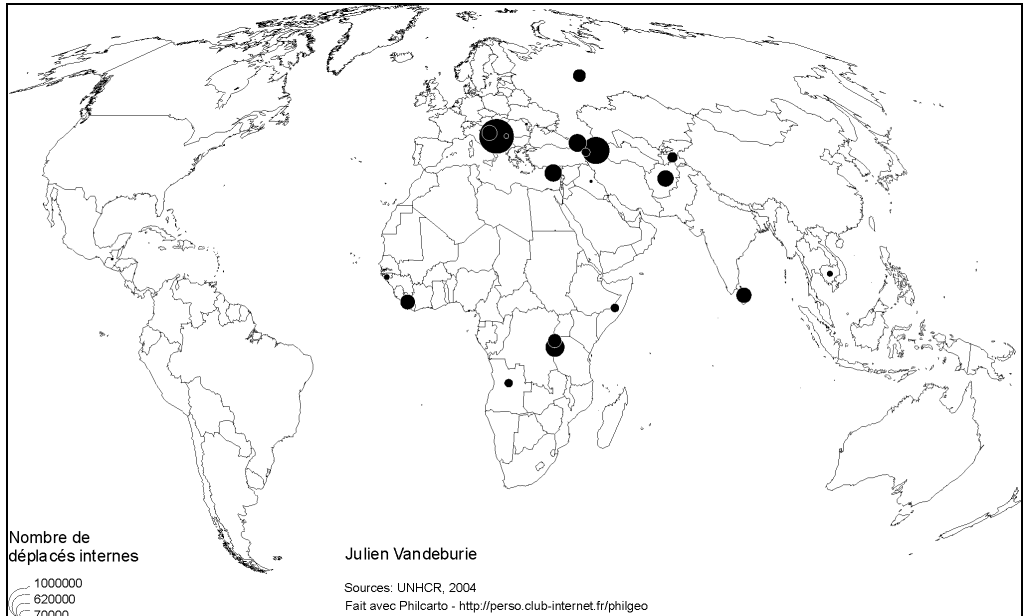 Nombre de
déplacés internes
1000000
620000
70000
Julien Vandeburie
Sources: UNHCR, 2004
Fait avec Philcarto - http://perso.club-internet.fr/philgeo